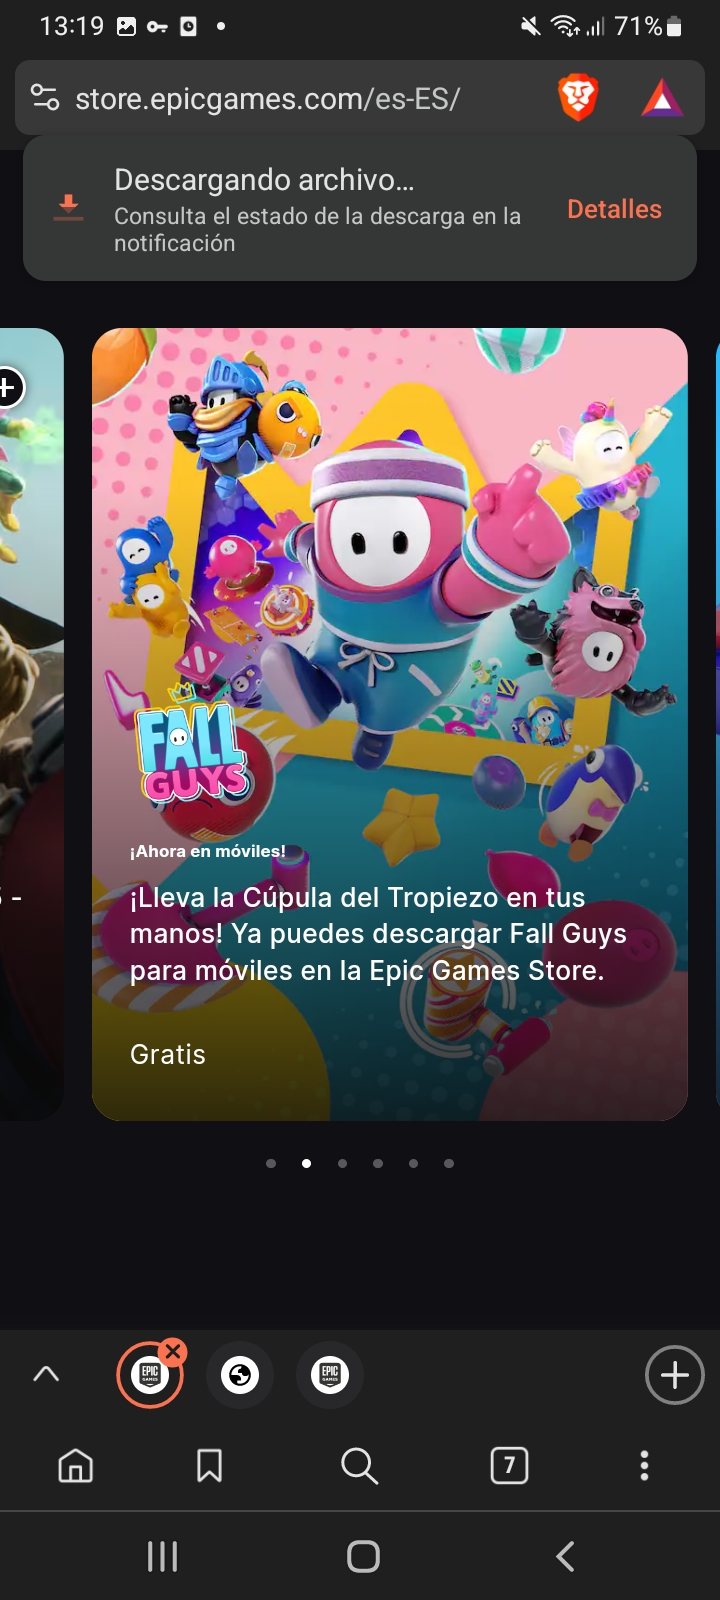 13:19
71%
store.epicgames.com/es-ES/
Descargando archivo...
Consulta el estado de la descarga en la
notificación
Detalles
5 -
FALL
GUYS
¡Ahora en móviles!
¡Lleva la Cúpula del Tropiezo en tus
manos! Ya puedes descargar Fall Guys
para móviles en la Epic Games Store.
Gratis
EPIC
GAMES
EPIC
GAMES
7